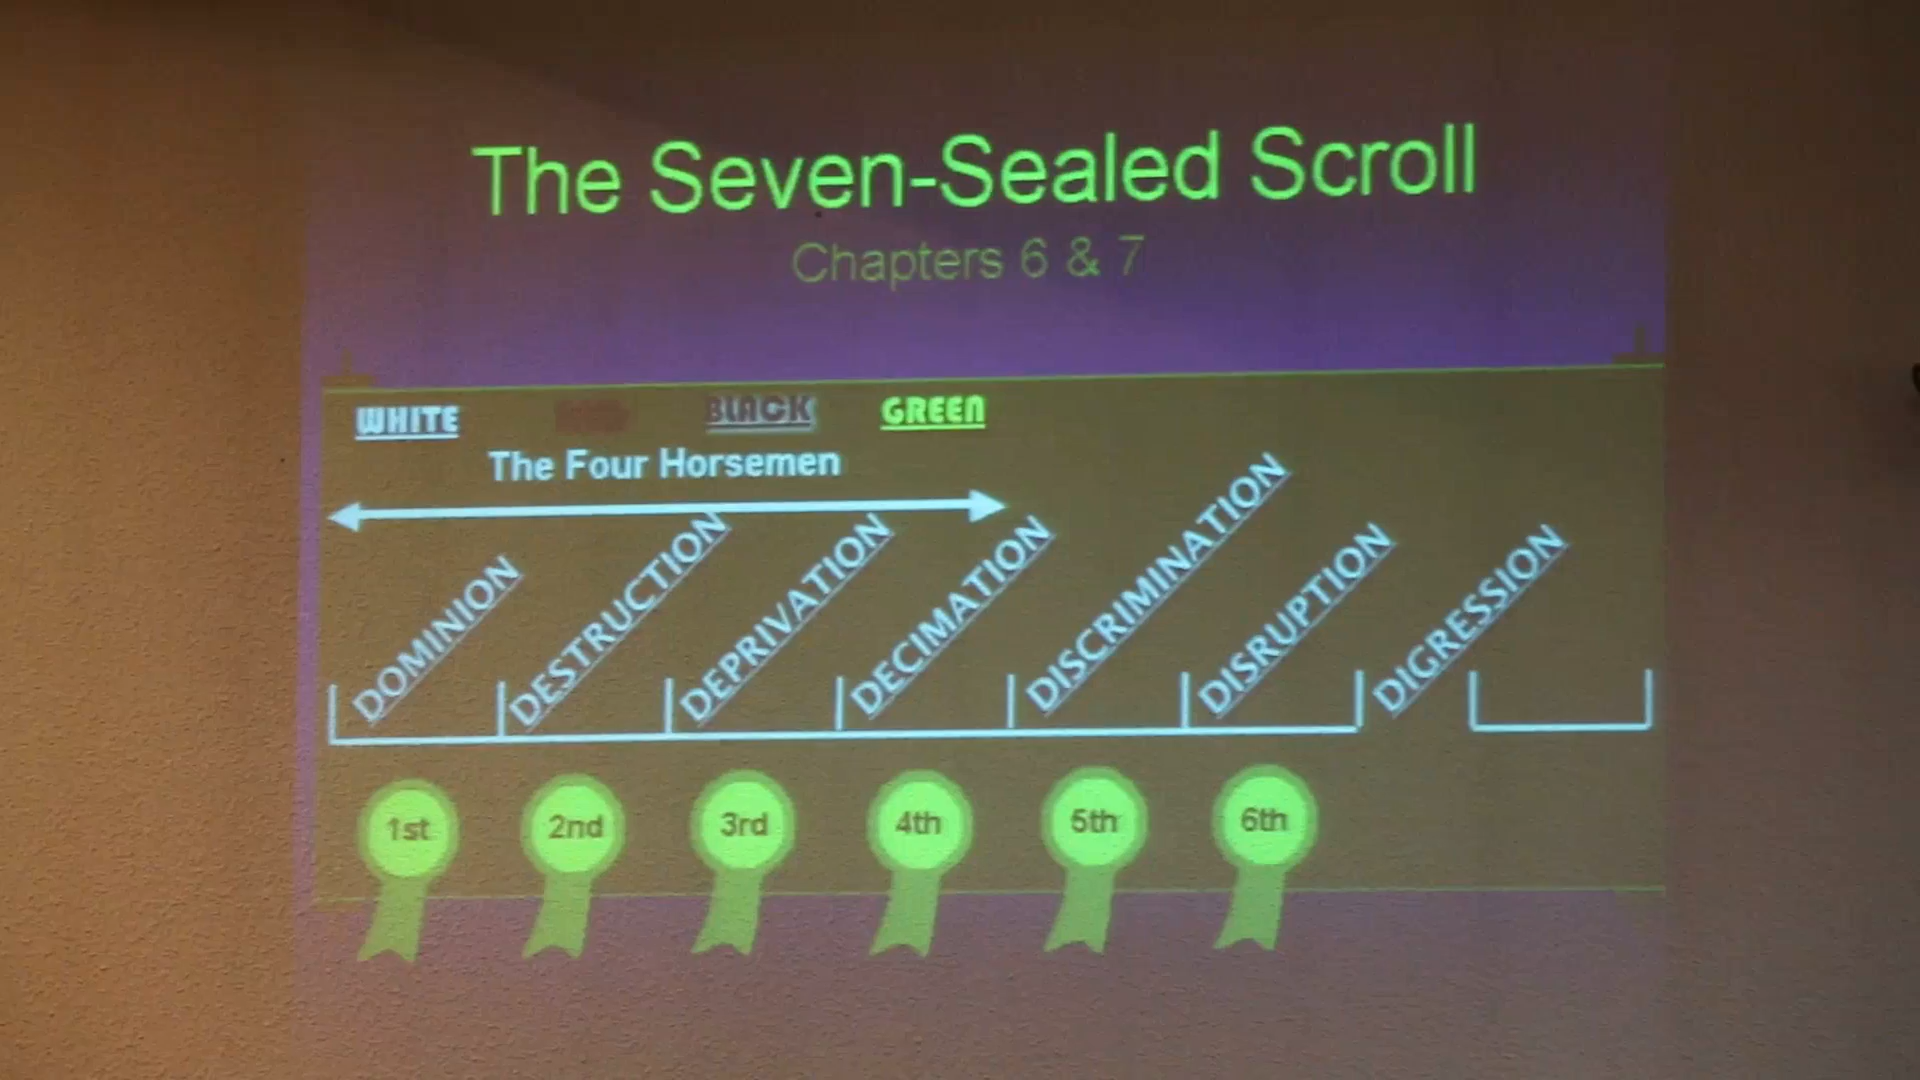 The Seven-Sealed Scroll
Chapters 6 & 7
WHITE BLACK GREEN
The Four Horsemen
DOMINION
DESTRUCTION
DEPRIVATION
DECIMATION
DISCRIMINATION
DISRUPTION
DIGRESSION
1st 2nd 3rd 4th 5th 6th